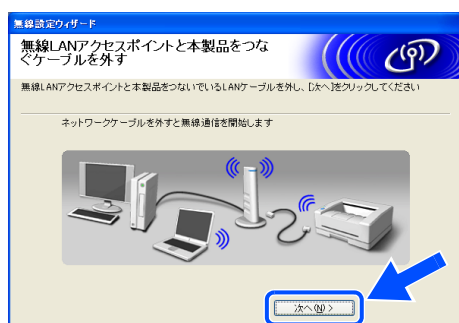 無線設定ウィザード
無線LANアクセスポイントと本製品をつな
ぐケーブルを外す
無線LANアクセスポイントと本製品をつないでいるLANケーブルを外し、[次へ]をクリックしてください
ネットワークケーブルを外すと無線通信を開始します
次へ(N) >